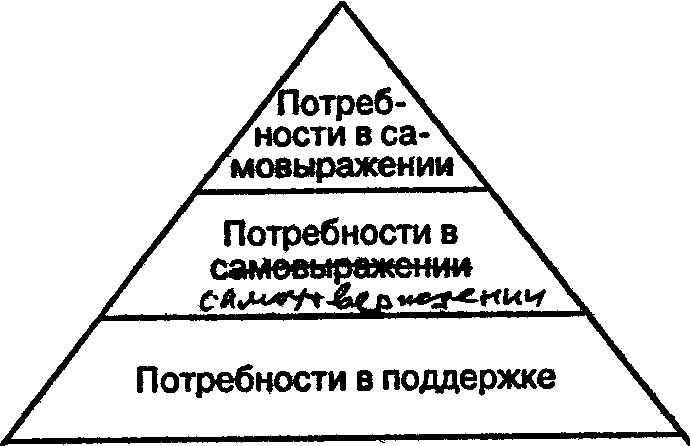 Потреб-
ности в са-
мовыражении
Потребности в
самовыражении
самоутверждении
Потребности в поддержке